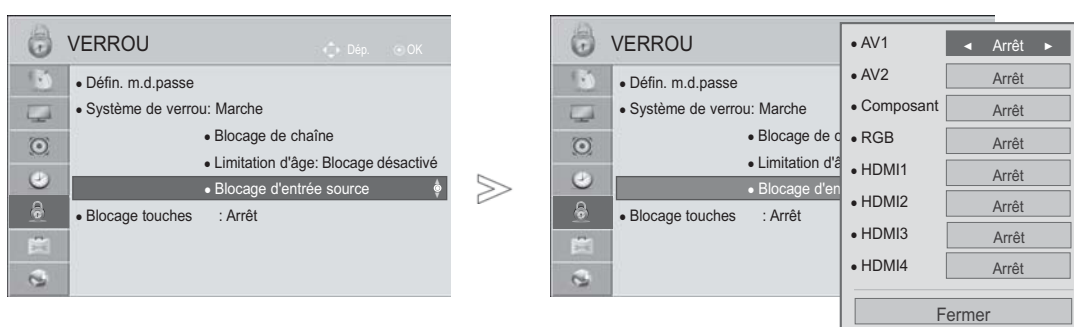 VERROU
Dép. OK
• Défin. m.d.passe
• Système de verrou: Marche
• Blocage de chaîne
• Limitation d'âge: Blocage désactivé
• Blocage d'entrée source
• Blocage touches : Arrêt
VERROU
• Défin. m.d.passe
• Système de verrou: Marche
• Blocage de c
• Limitation d'â
• Blocage d'en
• Blocage touches : Arrêt
• AV1 ◄ Arrêt ►
• AV2 Arrêt
• Composant Arrêt
• RGB Arrêt
• HDMI1 Arrêt
• HDMI2 Arrêt
• HDMI3 Arrêt
• HDMI4 Arrêt
Fermer